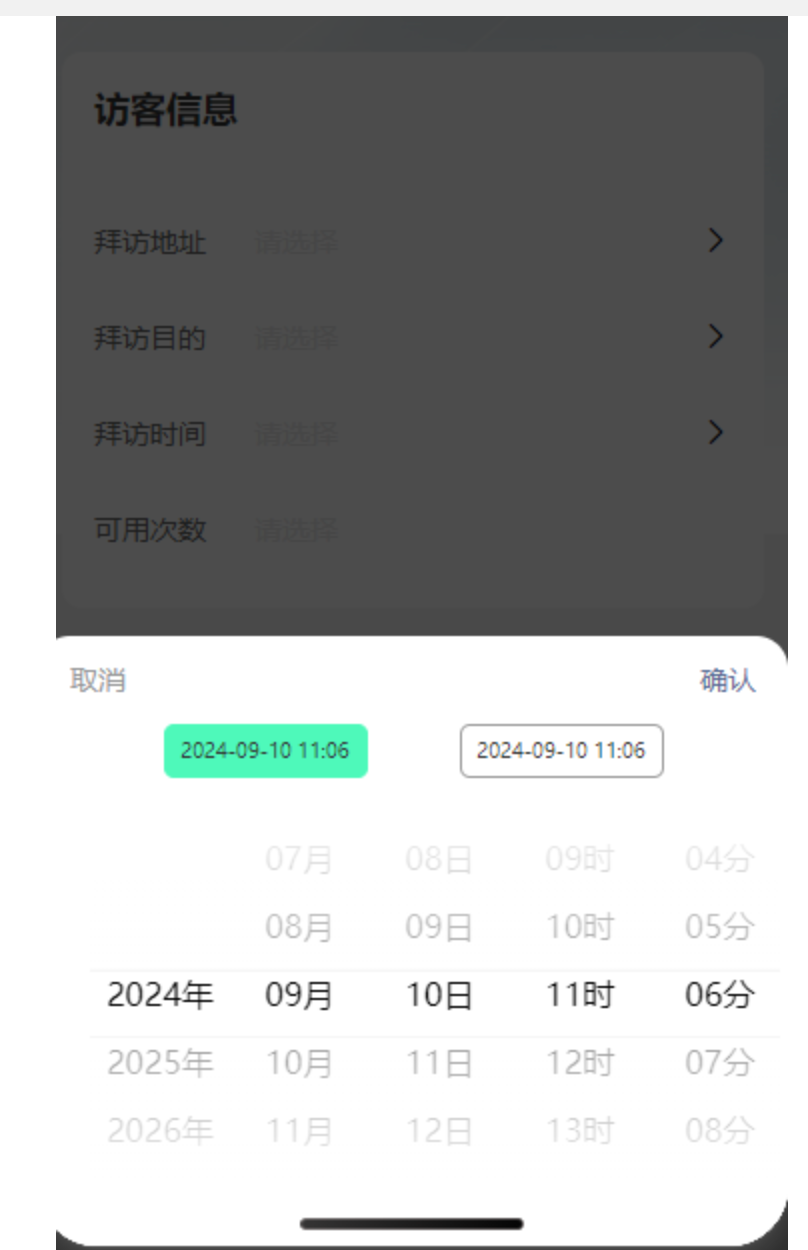 访客信息
拜访地址 请选择
拜访目的 请选择
拜访时间 请选择
可用次数 请选择
取消 确认
2024-09-10 11:06 2024-09-10 11:06
07月 08日 09时 04分
08月 09日 10时 05分
2024年 09月 10日 11时 06分
2025年 10月 11日 12时 07分
2026年 11月 12日 13时 08分